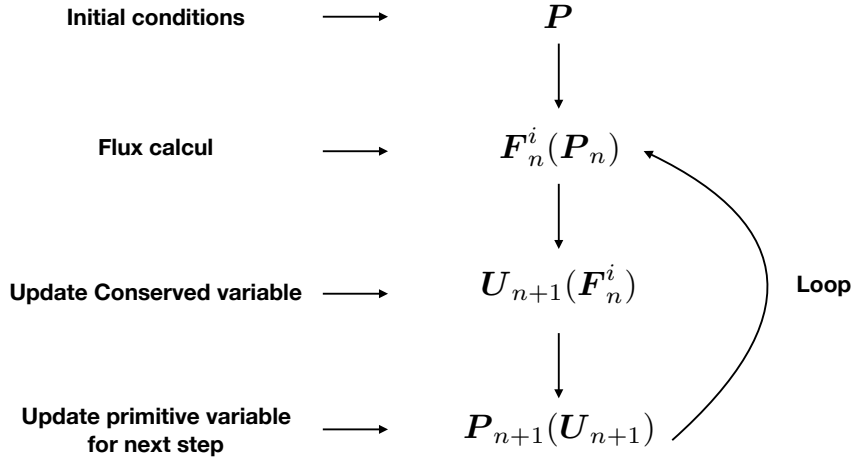 Initial conditions
P
Flux calcul
F^i_n(P_n)
Update Conserved variable
U_{n+1}(F^i_n)
Loop
Update primitive variable
for next step
P_{n+1}(U_{n+1})